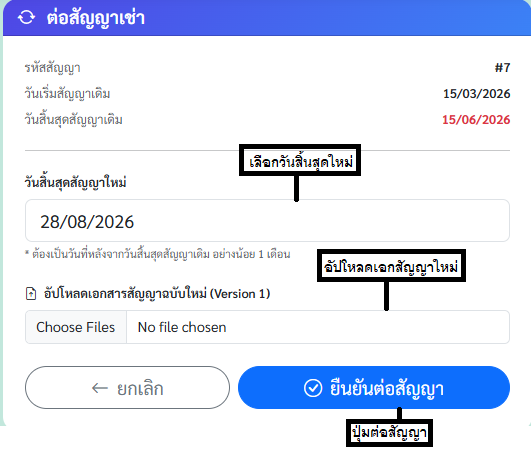 ต่อสัญญาเช่า
รหัสสัญญา #7
วันเริ่มสัญญาเดิม 15/03/2026
วันสิ้นสุดสัญญาเดิม 15/06/2026
เลือกวันสิ้นสุดใหม่
วันสิ้นสุดสัญญาใหม่
28/08/2026
* ต้องเป็นวันที่หลังจากวันสิ้นสุดสัญญาเดิม อย่างน้อย 1 เดือน
อัปโหลดเอกสัญญาใหม่
อัปโหลดเอกสารสัญญาฉบับใหม่ (Version 1)
Choose Files No file chosen
ยกเลิก ยืนยันต่อสัญญา
ปุ่มต่อสัญญา